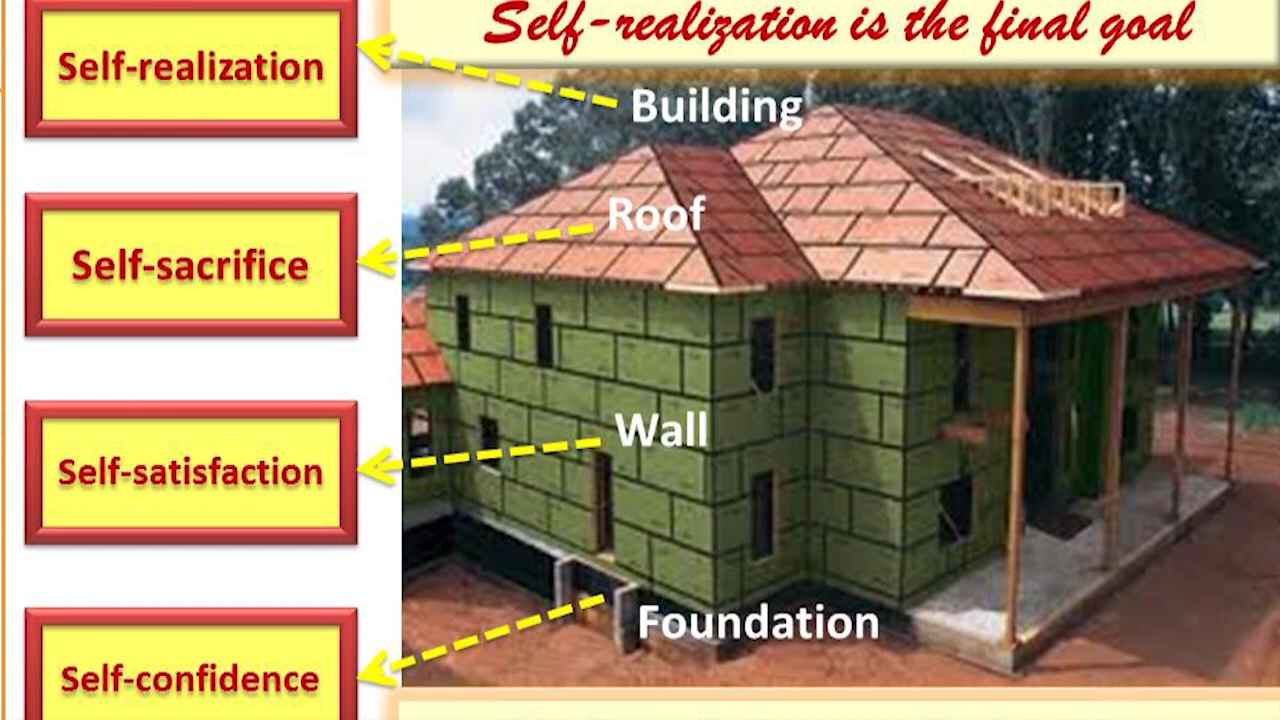 Self-realization is the final goal
Self-realization
Building
Self-sacrifice
Roof
Self-satisfaction
Wall
Self-confidence
Foundation